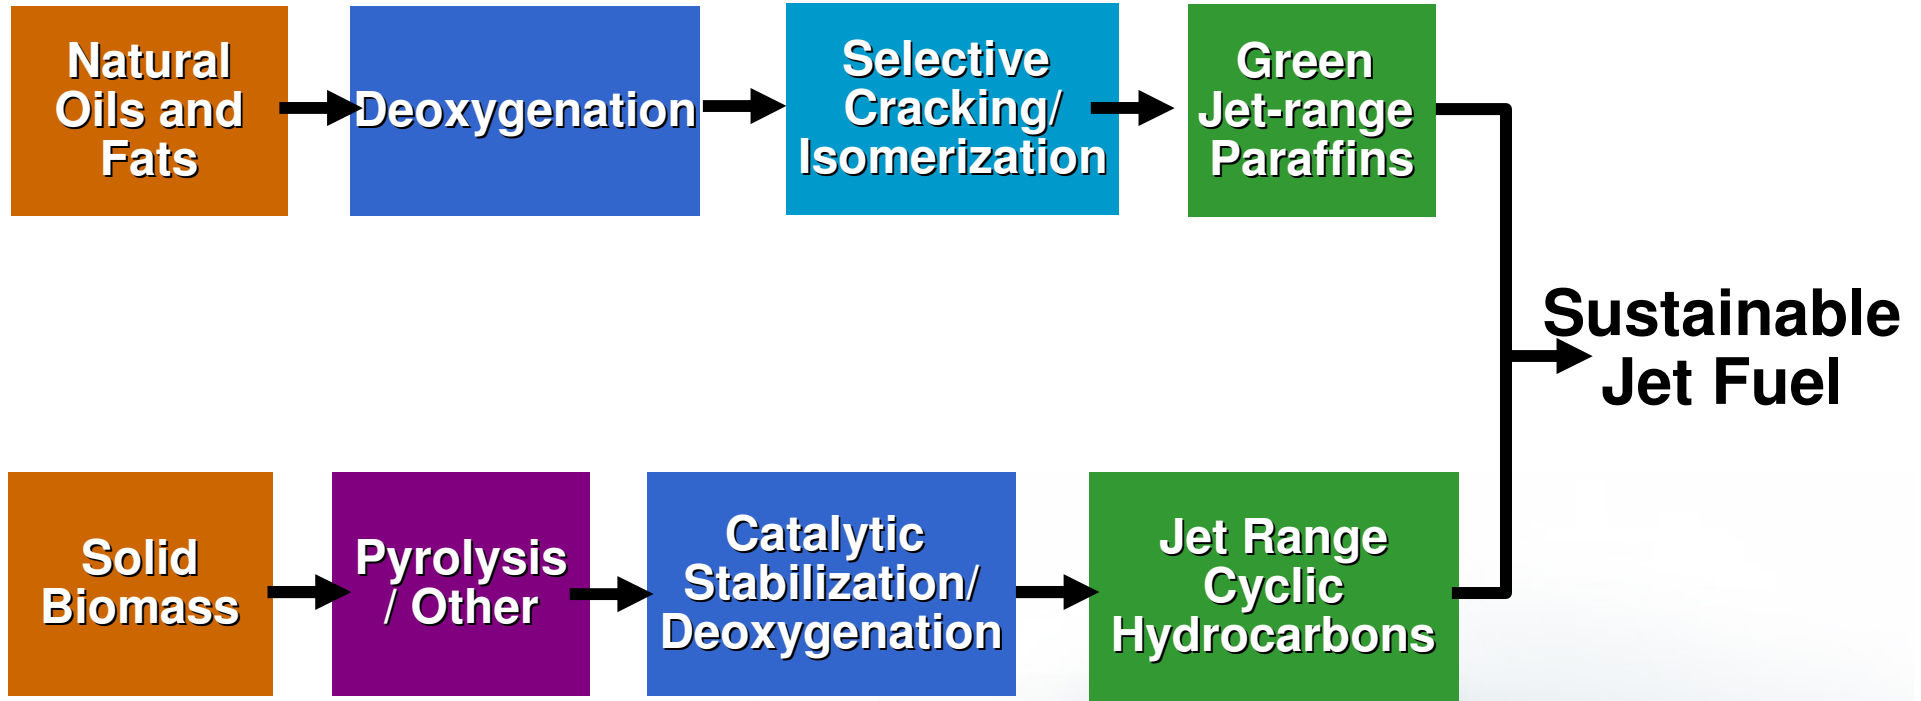 Natural
Oils and
Fats
Deoxygenation
Selective
Cracking/
Isomerization
Green
Jet-range
Paraffins
Sustainable
Jet Fuel
Solid
Biomass
Pyrolysis
/ Other
Catalytic
Stabilization/
Deoxygenation
Jet Range
Cyclic
Hydrocarbons